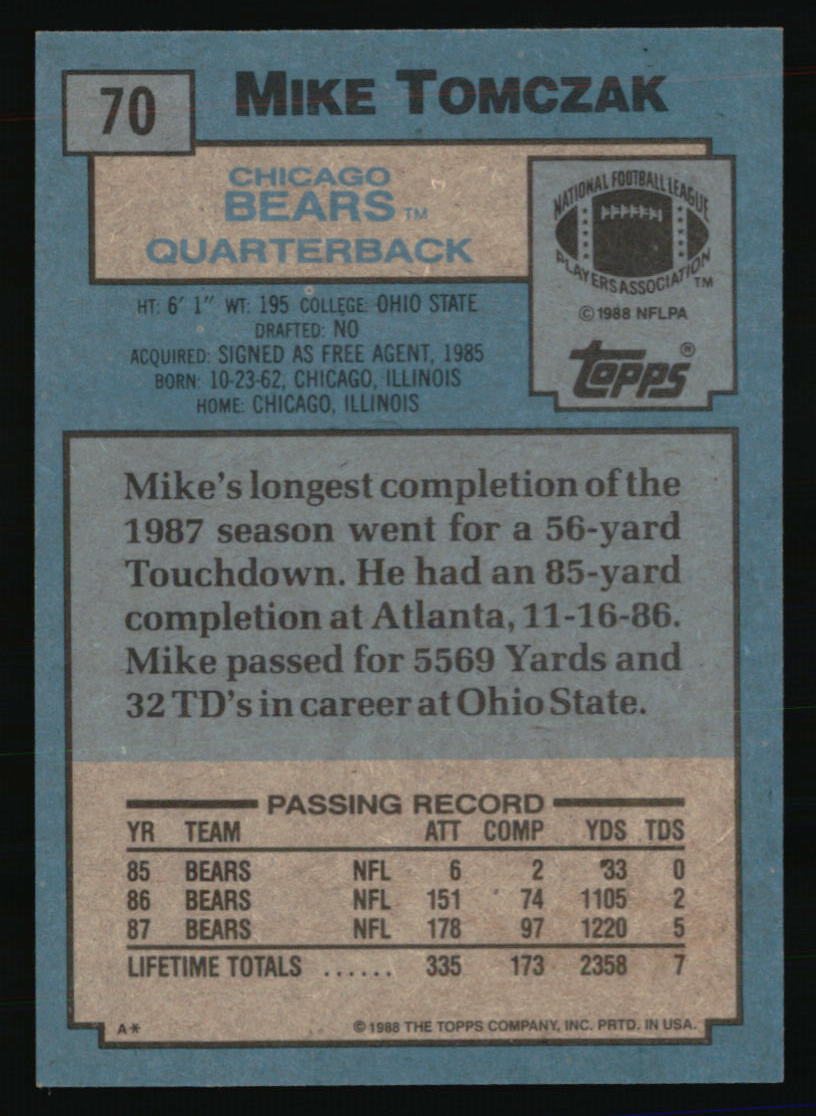 70
MIKE TOMCZAK
CHICAGO
BEARS TM
QUARTERBACK
NATIONAL FOOTBALL LEAGUE
PLAYERS ASSOCIATION TM
© 1988 NFLPA
Topps®
HT: 6' 1" WT: 195 COLLEGE: OHIO STATE
DRAFTED: NO
ACQUIRED: SIGNED AS FREE AGENT, 1985
BORN: 10-23-62, CHICAGO, ILLINOIS
HOME: CHICAGO, ILLINOIS
Mike's longest completion of the
1987 season went for a 56-yard
Touchdown. He had an 85-yard
completion at Atlanta, 11-16-86.
Mike passed for 5569 Yards and
32 TD's in career at Ohio State.
PASSING RECORD
YR TEAM ATT COMP YDS TDS
85 BEARS NFL 6 2 33 0
86 BEARS NFL 151 74 1105 2
87 BEARS NFL 178 97 1220 5
LIFETIME TOTALS ...... 335 173 2358 7
A* © 1988 THE TOPPS COMPANY, INC. PRTD. IN USA.